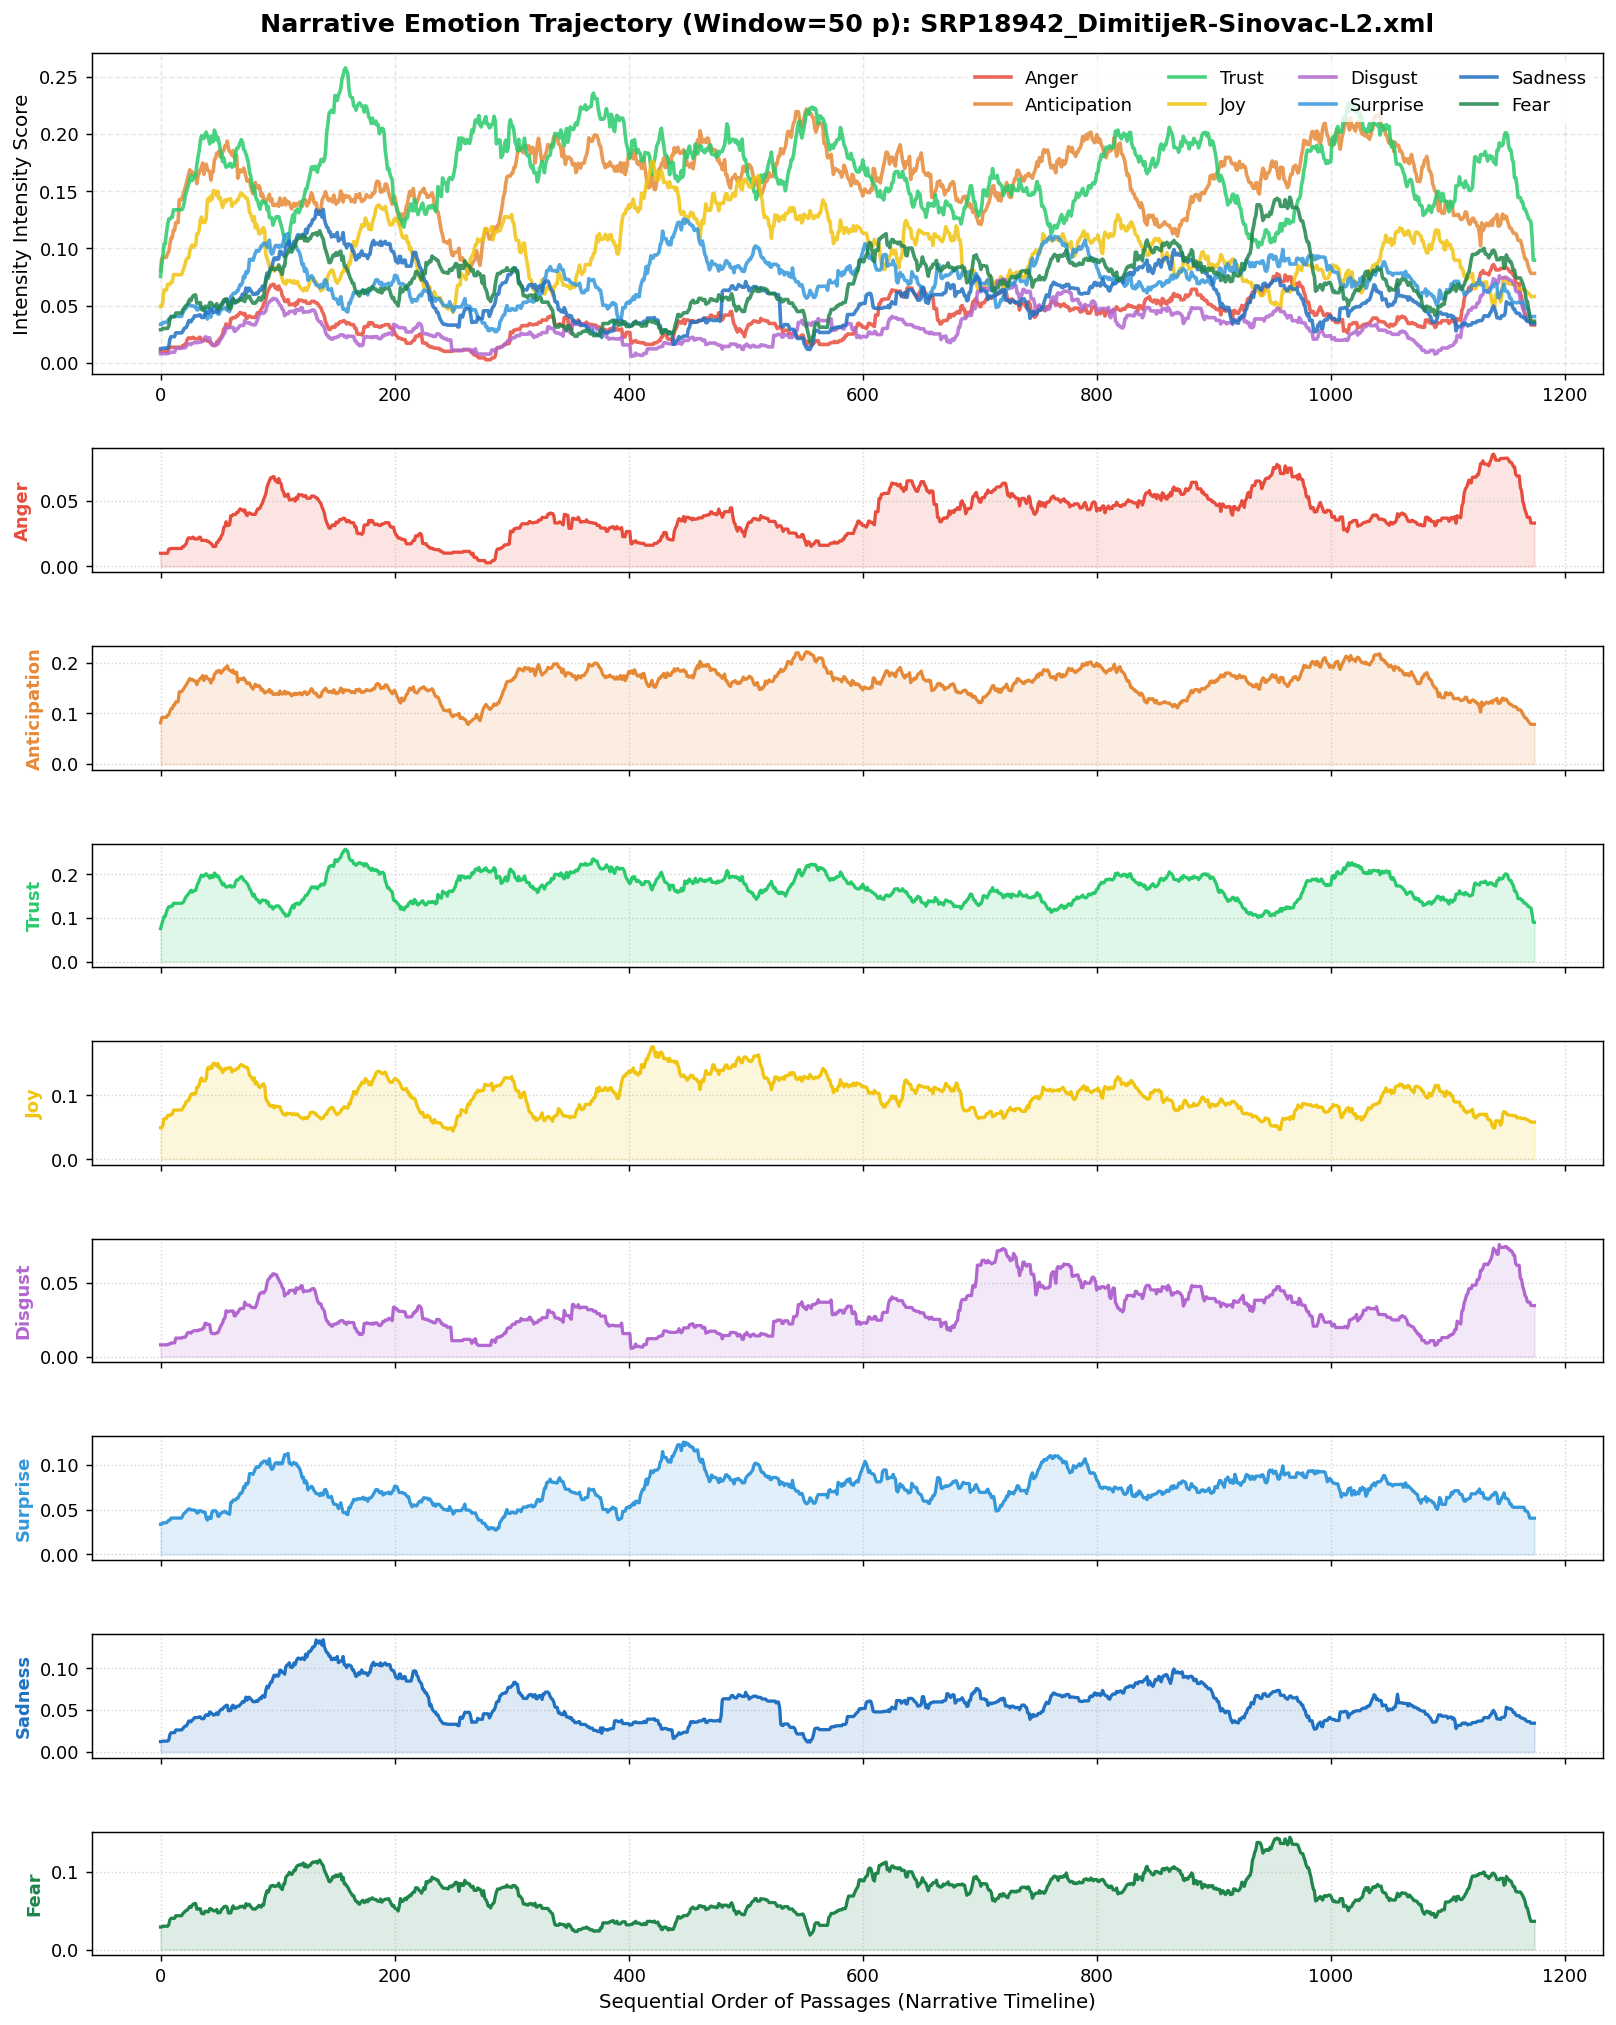 Narrative Emotion Trajectory (Window=50 p): SRP18942_DimitijeR-Sinovac-L2.xml
Intensity Intensity Score
0.25
0.20
0.15
0.10
0.05
0.00
Anger Trust Disgust Sadness
Anticipation Joy Surprise Fear
0 200 400 600 800 1000 1200
Anger
0.05
0.00
Anticipation
0.2
0.1
0.0
Trust
0.2
0.1
0.0
Joy
0.1
0.0
Disgust
0.05
0.00
Surprise
0.10
0.05
0.00
Sadness
0.10
0.05
0.00
Fear
0.1
0.0
0 200 400 600 800 1000 1200
Sequential Order of Passages (Narrative Timeline)